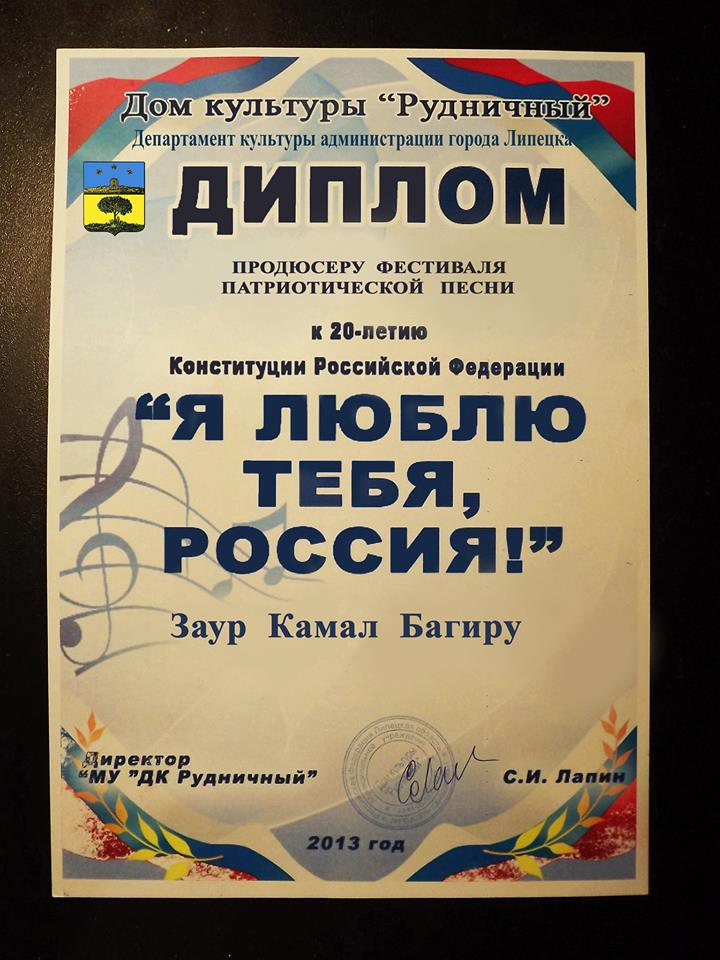 Дом культуры “Рудничный”
Департамент культуры администрации города Липецка
ДИПЛОМ
ПРОДЮСЕРУ ФЕСТИВАЛЯ
ПАТРИОТИЧЕСКОЙ ПЕСНИ
к 20-летию
Конституции Российской Федерации
“Я ЛЮБЛЮ
ТЕБЯ,
РОССИЯ!”
Заур Камал Багиру
Директор
“МУ ”ДК Рудничный”
С.И. Лапин
2013 год